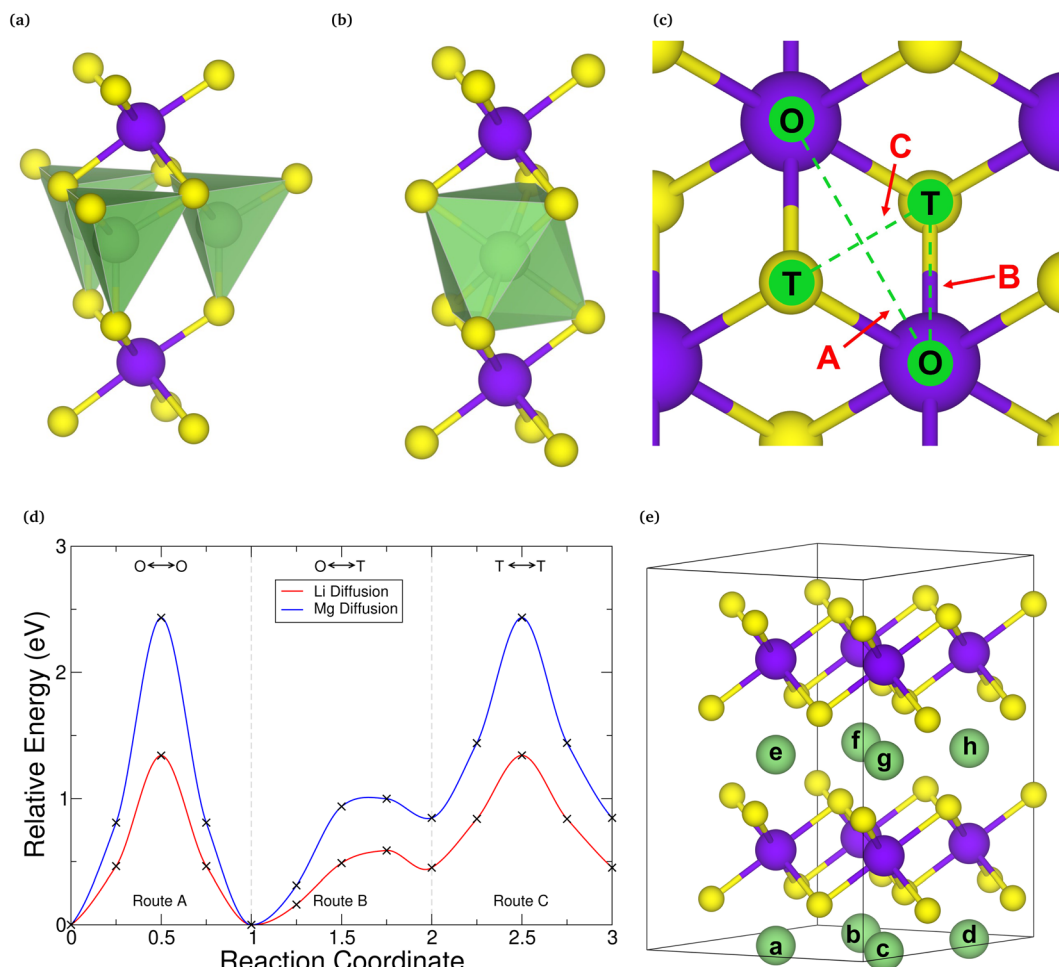 (a)
(b)
(c)
O
C
T
T
B
A
O
(d)
3
O⟷O
O⟷T
T⟷T
Li Diffusion
Mg Diffusion
2
Relative Energy (eV)
1
Route A
Route B
Route C
0
0 0.5 1 1.5 2 2.5 3
Reaction Coordinate
(e)
f
e
g
h
b
a
c
d